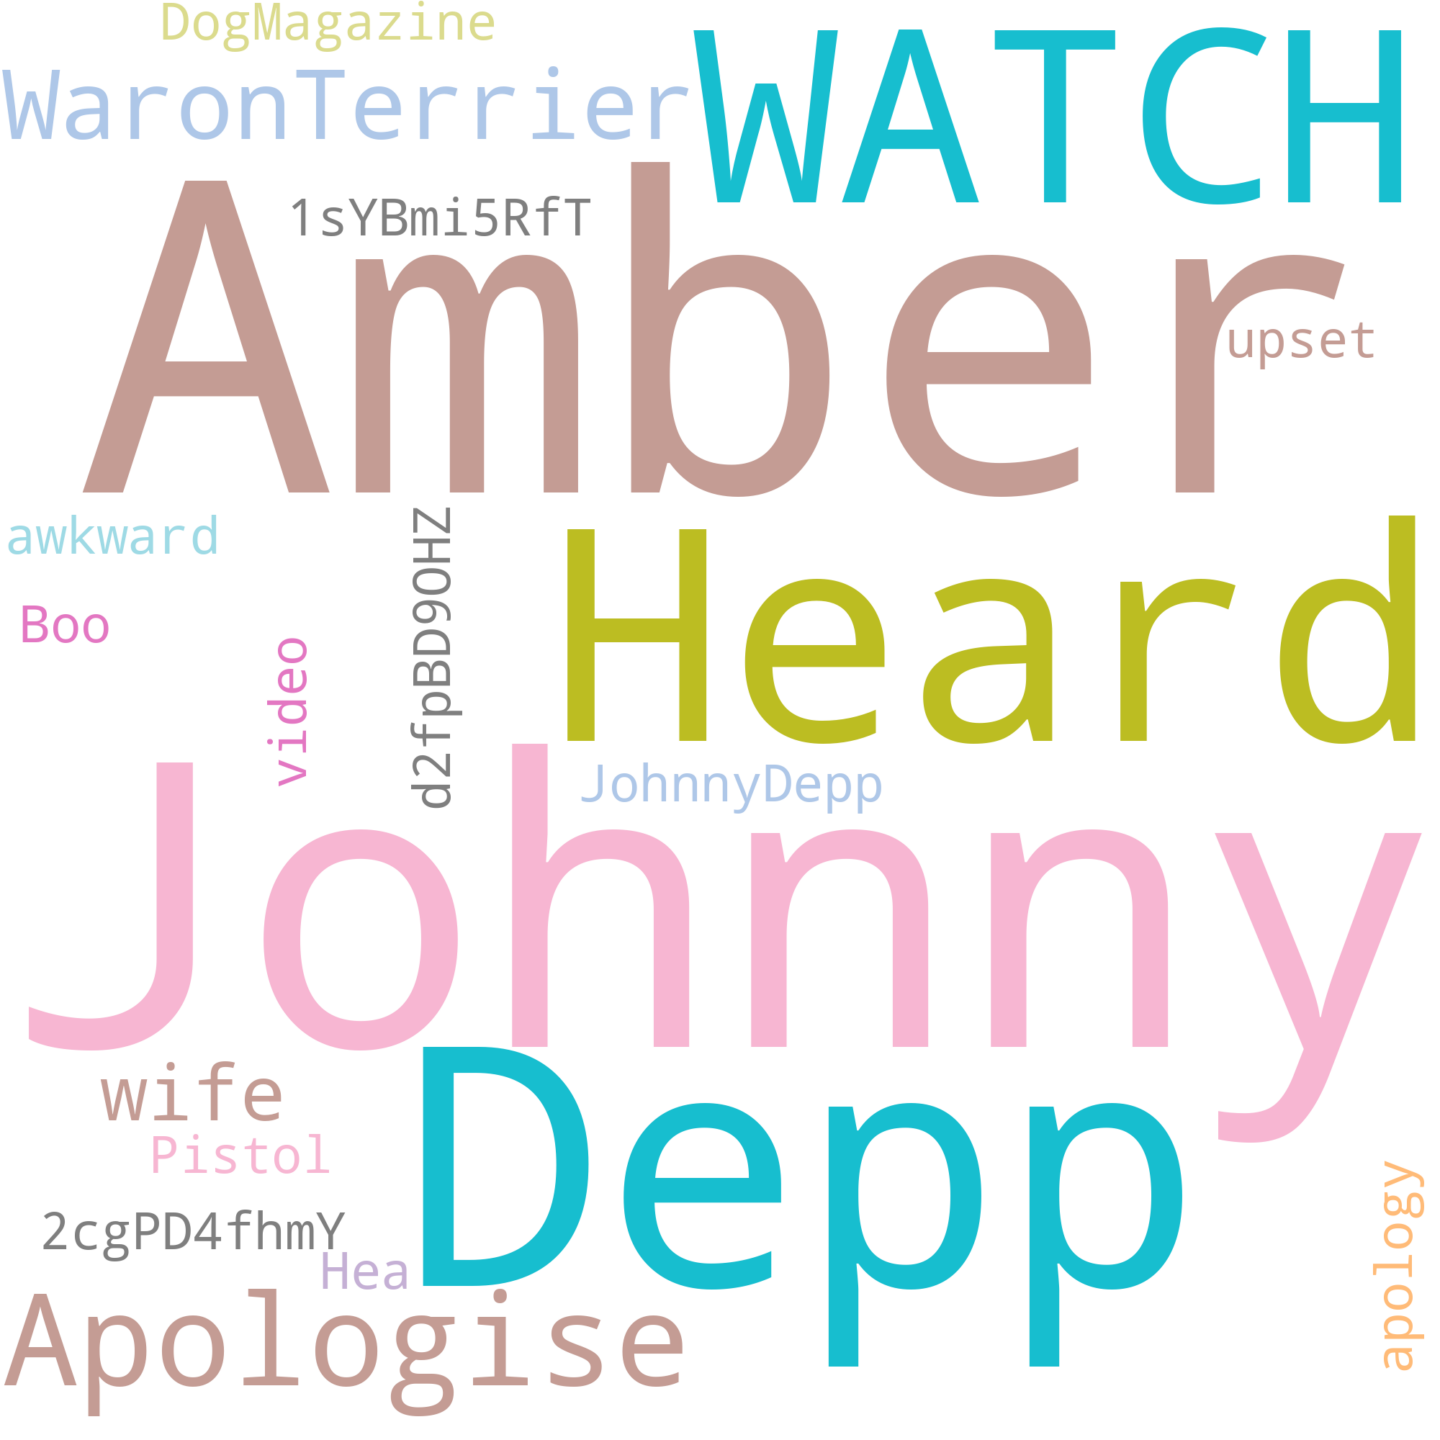 DogMagazine
WaronTerrier
WATCH
1sYBmi5RfT
Amber
upset
awkward
d2fpBD9OHZ
Heard
Boo
video
JohnnyDepp
Johnny
wife
Depp
Pistol
2cgPD4fhmY
Hea
apology
Apologise